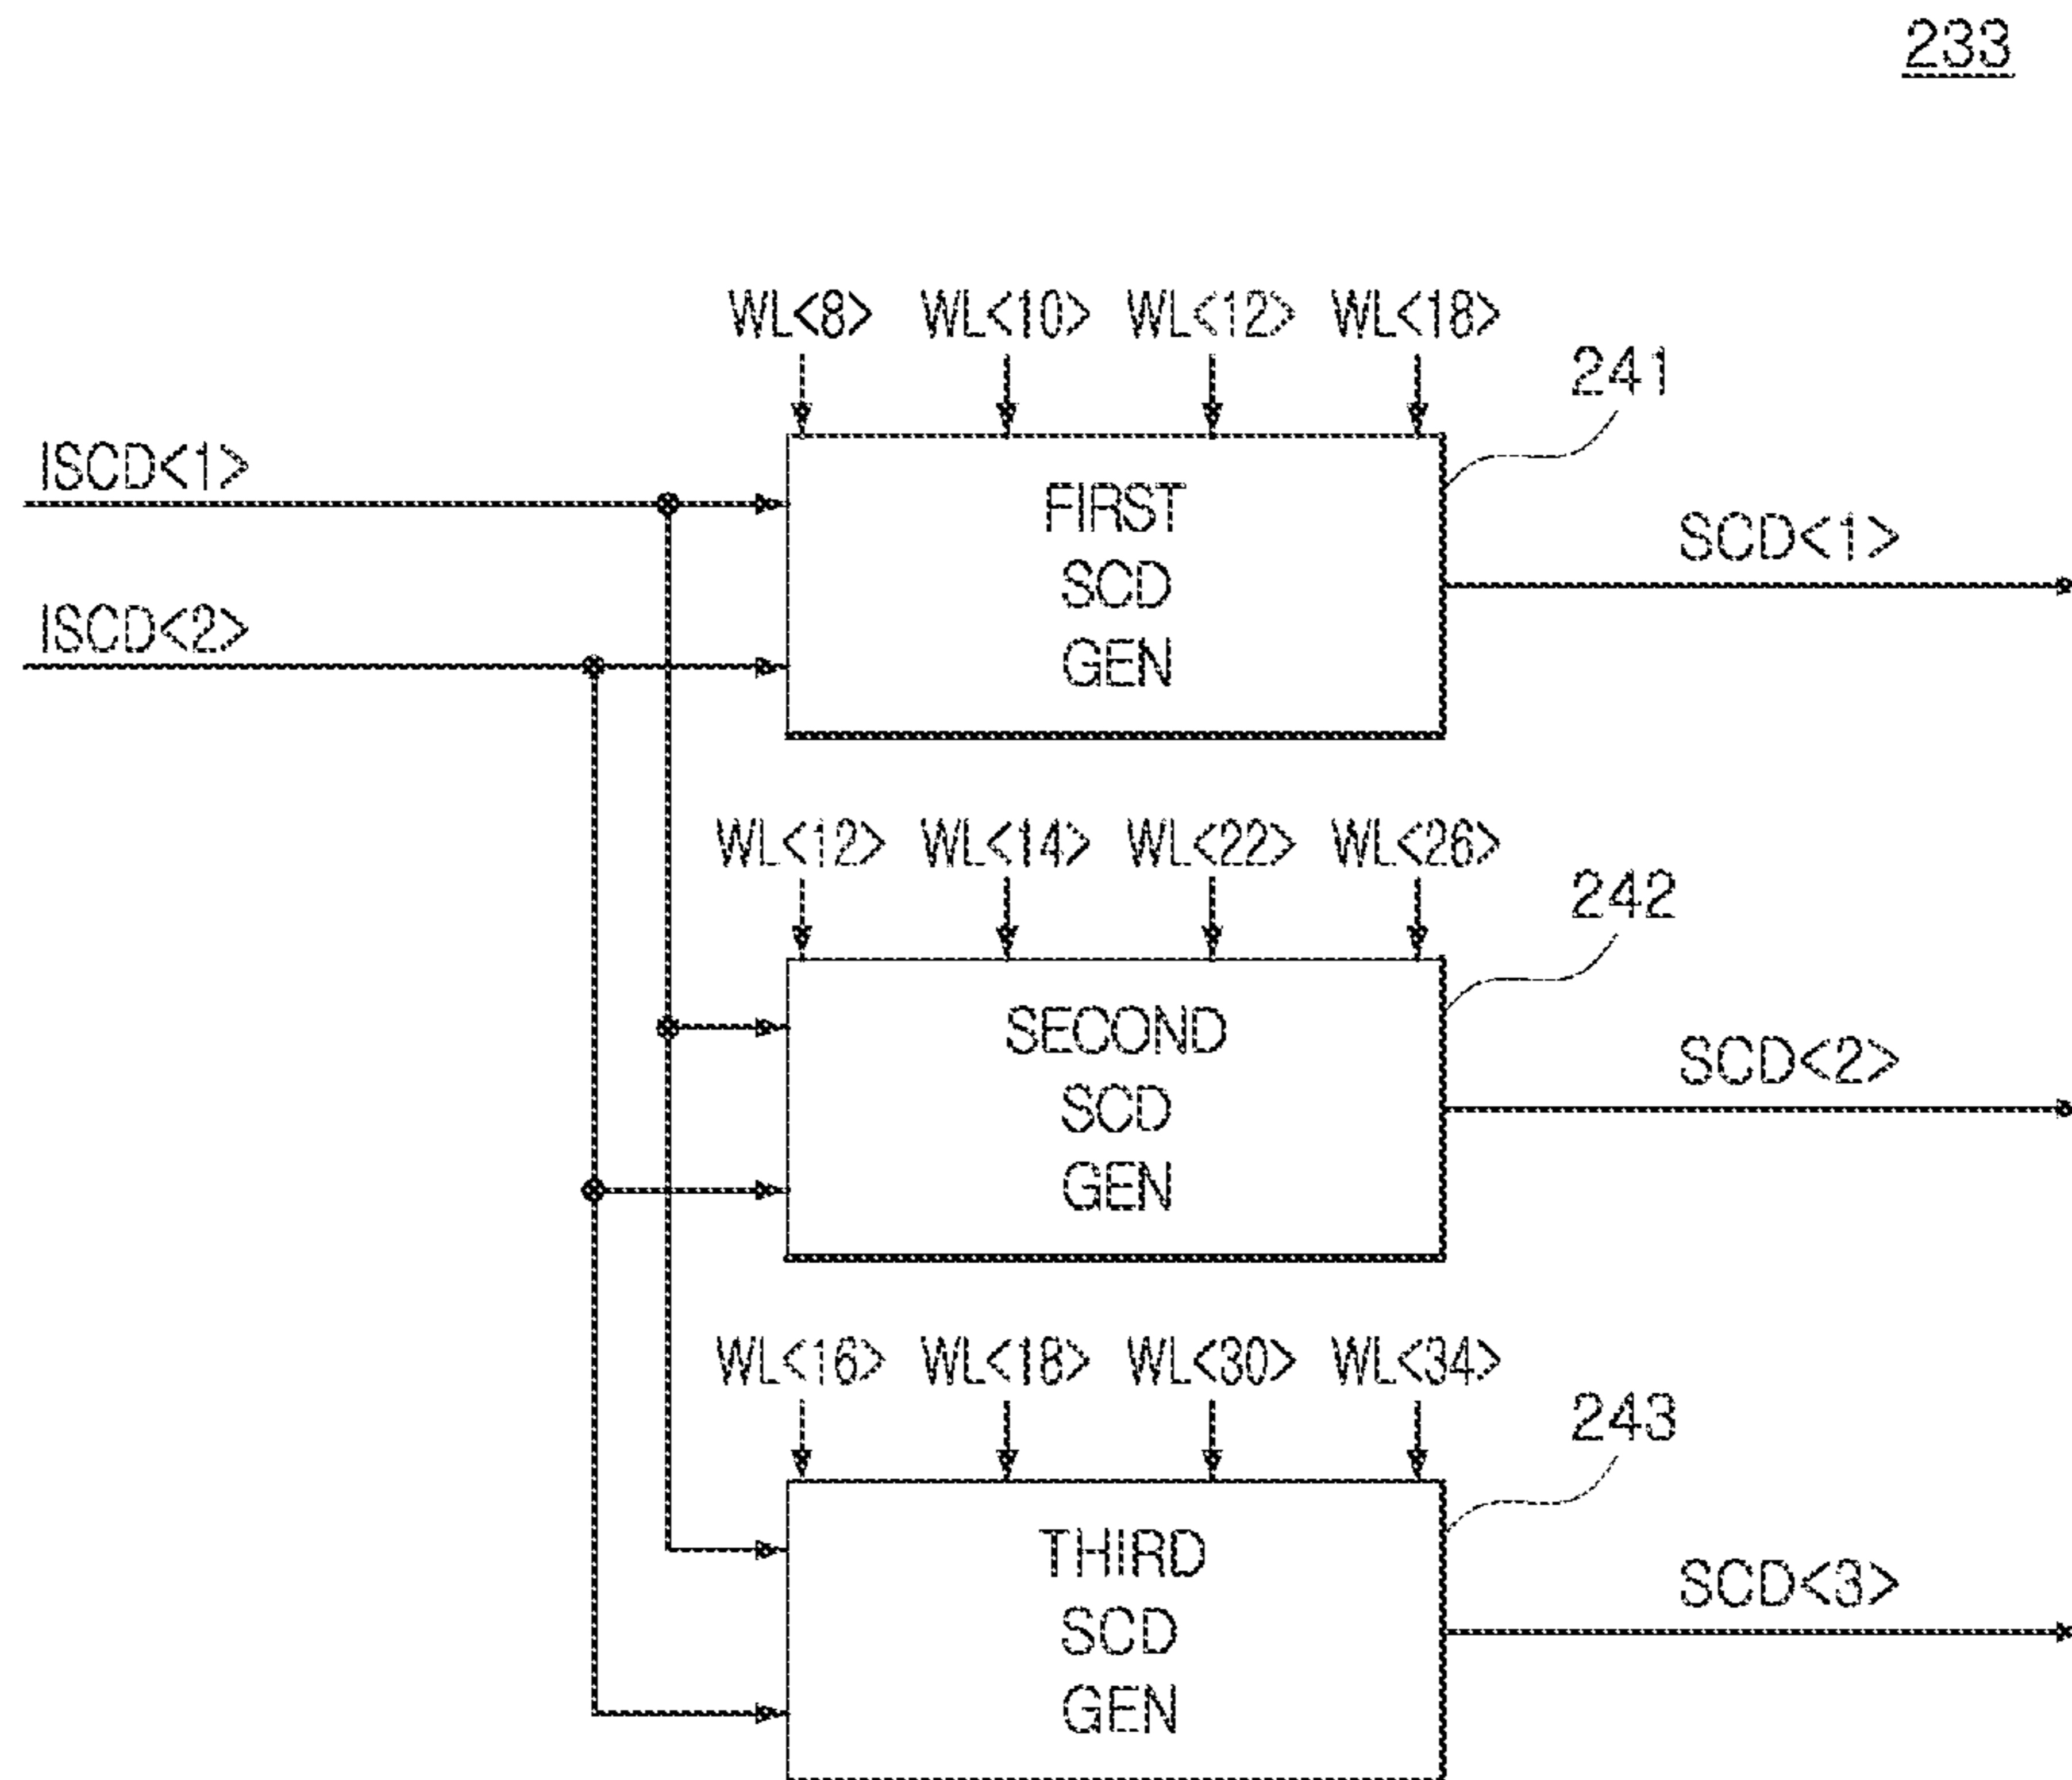 233
WL<8> WL<10> WL<12> WL<18>
241
ISCD<1>
FIRST
SCD
GEN
SCD<1>
ISCD<2>
WL<12> WL<14> WL<22> WL<26>
242
SECOND
SCD
GEN
SCD<2>
WL<16> WL<18> WL<30> WL<34>
243
THIRD
SCD
GEN
SCD<3>